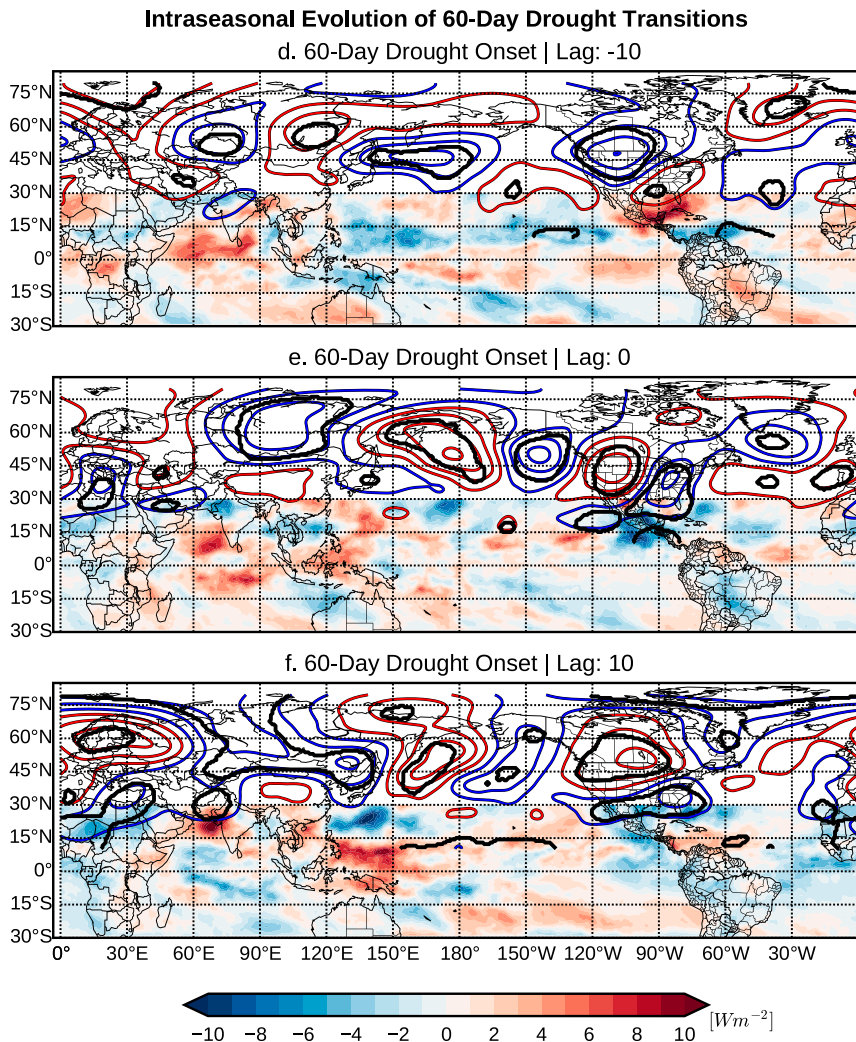 Intraseasonal Evolution of 60-Day Drought Transitions
d. 60-Day Drought Onset | Lag: -10
75°N
60°N
45°N
30°N
15°N
0°
15°S
30°S
e. 60-Day Drought Onset | Lag: 0
75°N
60°N
45°N
30°N
15°N
0°
15°S
30°S
f. 60-Day Drought Onset | Lag: 10
75°N
60°N
45°N
30°N
15°N
0°
15°S
30°S
0° 30°E 60°E 90°E 120°E 150°E 180° 150°W 120°W 90°W 60°W 30°W
−10 −8 −6 −4 −2 0 2 4 6 8 10 [Wm⁻²]